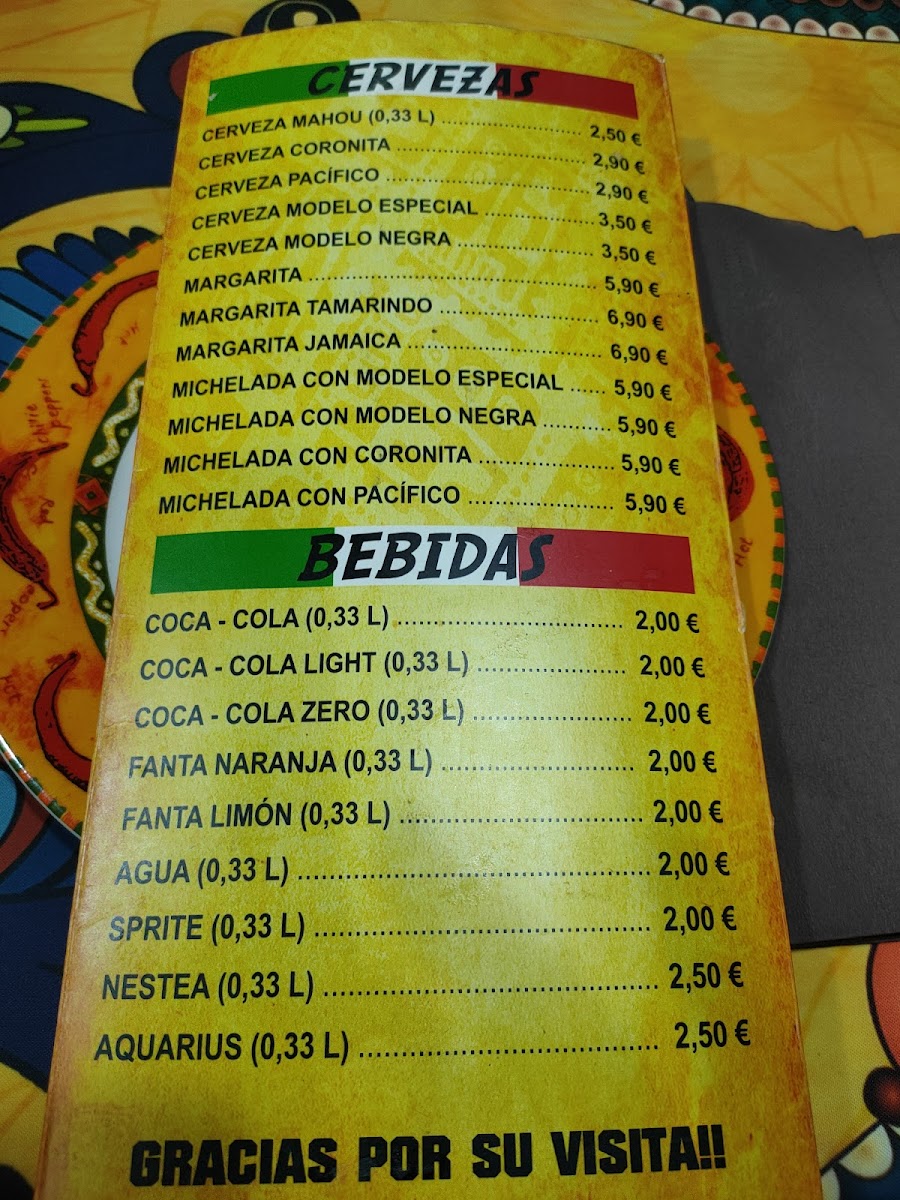 CERVEZAS
CERVEZA MAHOU (0,33 L) ........................ 2,50 €
CERVEZA CORONITA ................................ 2,90 €
CERVEZA PACÍFICO ................................... 2,90 €
CERVEZA MODELO ESPECIAL ................... 3,50 €
CERVEZA MODELO NEGRA ........................ 3,50 €
MARGARITA ................................................ 5,90 €
MARGARITA TAMARINDO .......................... 6,90 €
MARGARITA JAMAICA ................................ 6,90 €
MICHELADA CON MODELO ESPECIAL ...... 5,90 €
MICHELADA CON MODELO NEGRA ........... 5,90 €
MICHELADA CON CORONITA ...................... 5,90 €
MICHELADA CON PACÍFICO ....................... 5,90 €
BEBIDAS
COCA - COLA (0,33 L) ................................. 2,00 €
COCA - COLA LIGHT (0,33 L) ...................... 2,00 €
COCA - COLA ZERO (0,33 L) ....................... 2,00 €
FANTA NARANJA (0,33 L) ........................... 2,00 €
FANTA LIMÓN (0,33 L) ................................ 2,00 €
AGUA (0,33 L) ............................................. 2,00 €
SPRITE (0,33 L) .......................................... 2,00 €
NESTEA (0,33 L) ......................................... 2,50 €
AQUARIUS (0,33 L) ..................................... 2,50 €
GRACIAS POR SU VISITA!!
Hot
chilie
peppers
Red
Hot